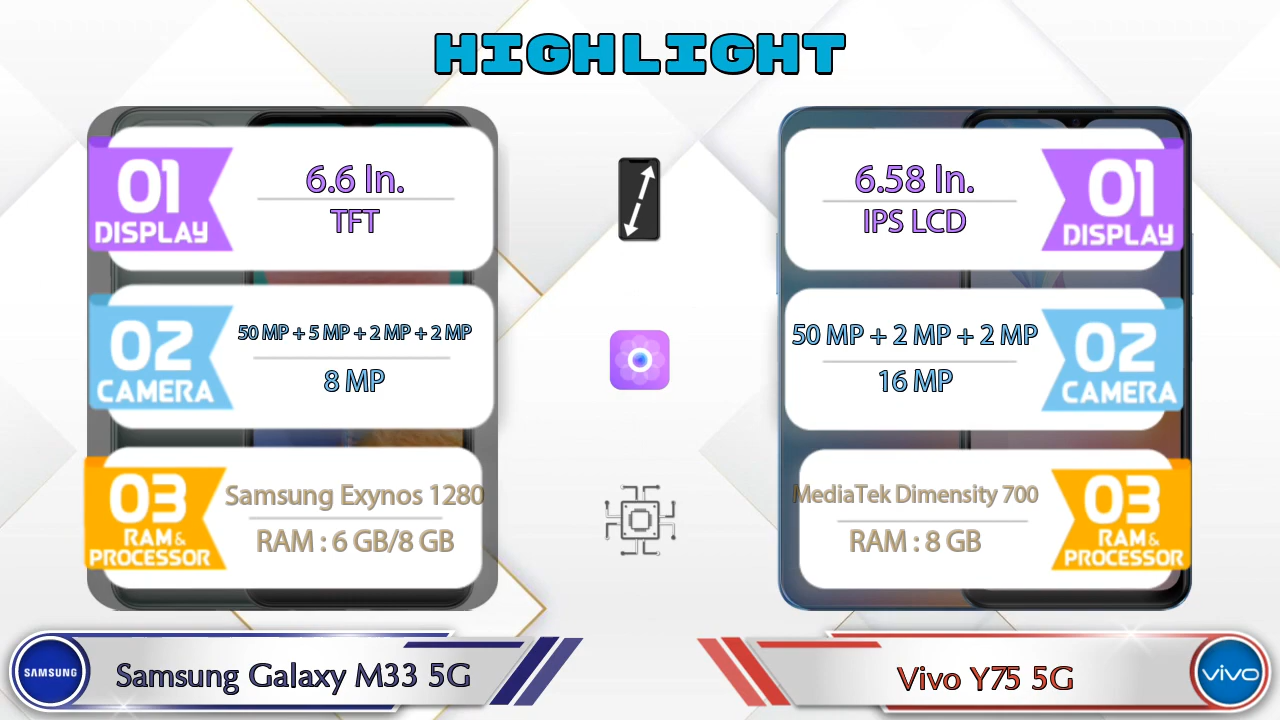 HIGHLIGHT
01
DISPLAY
6.6 In.
TFT
02
CAMERA
50 MP + 5 MP + 2 MP + 2 MP
8 MP
03
RAM &
PROCESSOR
Samsung Exynos 1280
RAM : 6 GB/8 GB
6.58 In.
IPS LCD
01
DISPLAY
50 MP + 2 MP + 2 MP
16 MP
02
CAMERA
MediaTek Dimensity 700
RAM : 8 GB
03
RAM &
PROCESSOR
SAMSUNG
Samsung Galaxy M33 5G
Vivo Y75 5G
vivo